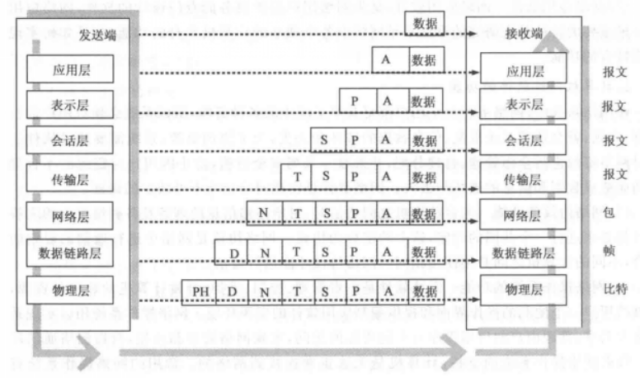 数据
发送端 接收端
应用层 A 数据 应用层 报文
表示层 P A 数据 表示层 报文
会话层 S P A 数据 会话层 报文
传输层 T S P A 数据 传输层 报文
网络层 N T S P A 数据 网络层 包
数据链路层 D N T S P A 数据 数据链路层 帧
物理层 PH D N T S P A 数据 物理层 比特